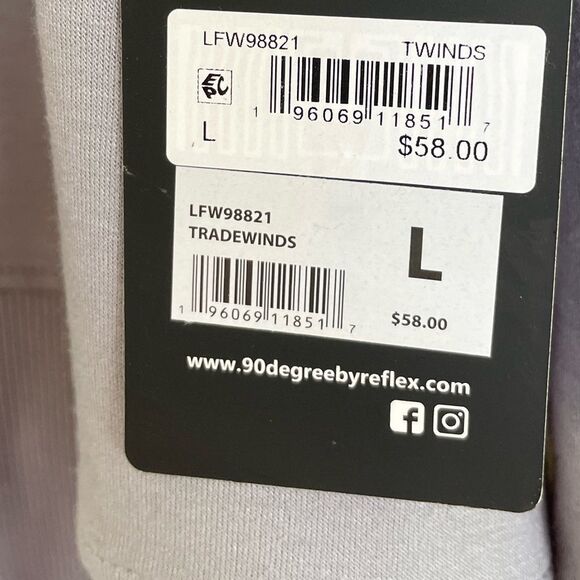 LFW98821 TWINDS
EPC
1 96069 11851 7
L $58.00
LFW98821
TRADEWINDS
L
1 96069 11851 7
$58.00
www.90degreebyreflex.com